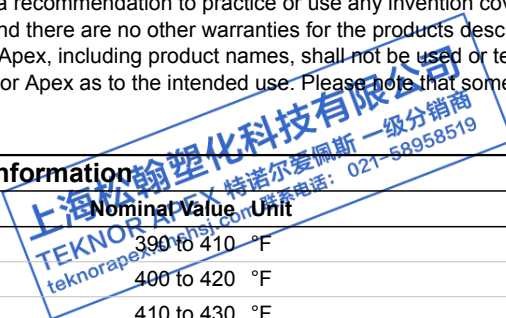 a recommendation to practice or use any invention cov
nd there are no other warranties for the products desc
Apex, including product names, shall not be used or te
or Apex as to the intended use. Please note that some
nformation
Nominal Value Unit
390 to 410 °F
400 to 420 °F
410 to 430 °F
上海松翰塑化科技有限公司
TEKNOR APEX 特诺尔爱佩斯 一级分销商
teknorapex.shshsj.com 联系电话: 021-58958519